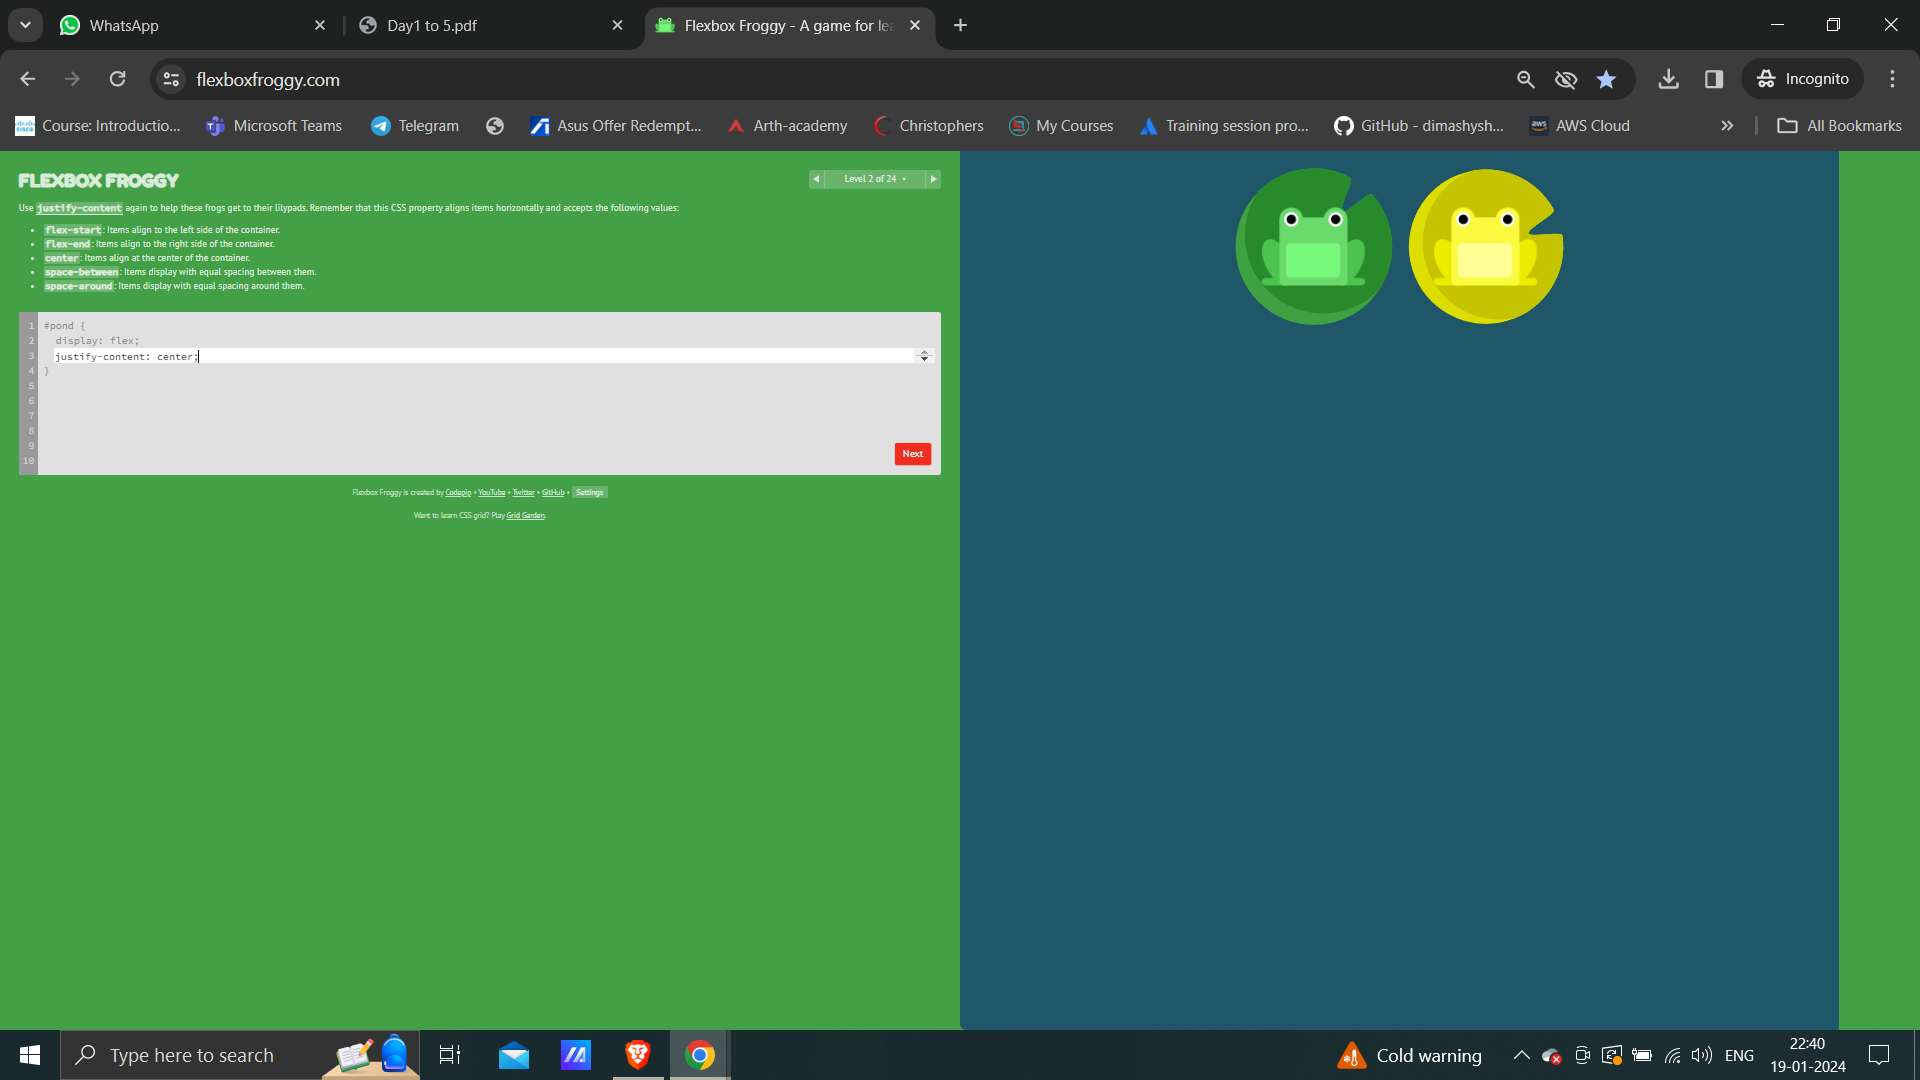 WhatsApp
Day1 to 5.pdf
Flexbox Froggy - A game for lea
flexboxfroggy.com
Incognito
Course: Introductio...
Microsoft Teams
Telegram
Asus Offer Redempt...
Arth-academy
Christophers
My Courses
Training session pro...
GitHub - dimashysh...
AWS Cloud
All Bookmarks
FLEXBOX FROGGY
Level 2 of 24
Use justify-content again to help these frogs get to their lilypads. Remember that this CSS property aligns items horizontally and accepts the following values:
flex-start: Items align to the left side of the container.
flex-end: Items align to the right side of the container.
center: Items align at the center of the container.
space-between: Items display with equal spacing between them.
space-around: Items display with equal spacing around them.
1 #pond {
2 display: flex;
3 justify-content: center;
4 }
5
6
7
8
9
10
Next
Flexbox Froggy is created by Codepip • YouTube • Twitter • GitHub • Settings
Want to learn CSS grid? Play Grid Garden.
Type here to search
Cold warning
ENG
22:40
19-01-2024